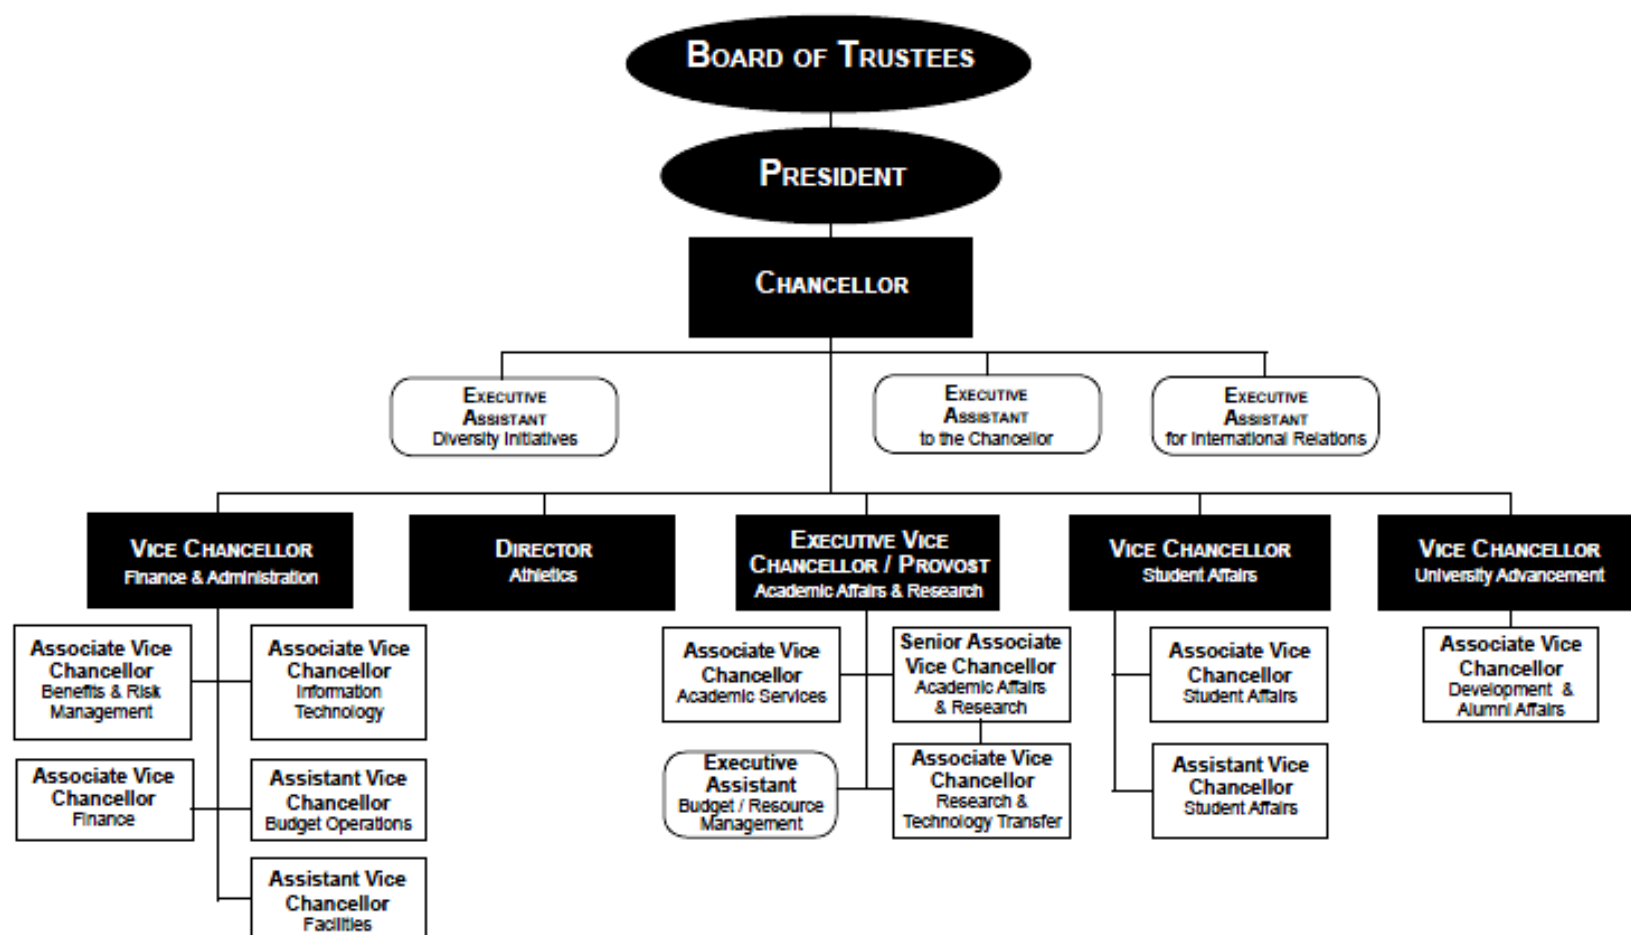 BOARD OF TRUSTEES
PRESIDENT
CHANCELLOR
EXECUTIVE
ASSISTANT
Diversity Initiatives
EXECUTIVE
ASSISTANT
to the Chancellor
EXECUTIVE
ASSISTANT
for International Relations
VICE CHANCELLOR
Finance & Administration
DIRECTOR
Athletics
EXECUTIVE VICE
CHANCELLOR / PROVOST
Academic Affairs & Research
VICE CHANCELLOR
Student Affairs
VICE CHANCELLOR
University Advancement
Associate Vice
Chancellor
Benefits & Risk
Management
Associate Vice
Chancellor
Information
Technology
Associate Vice
Chancellor
Finance
Assistant Vice
Chancellor
Budget Operations
Assistant Vice
Chancellor
Facilities
Associate Vice
Chancellor
Academic Services
Senior Associate
Vice Chancellor
Academic Affairs
& Research
Executive
Assistant
Budget / Resource
Management
Associate Vice
Chancellor
Research &
Technology Transfer
Associate Vice
Chancellor
Student Affairs
Assistant Vice
Chancellor
Student Affairs
Associate Vice
Chancellor
Development &
Alumni Affairs